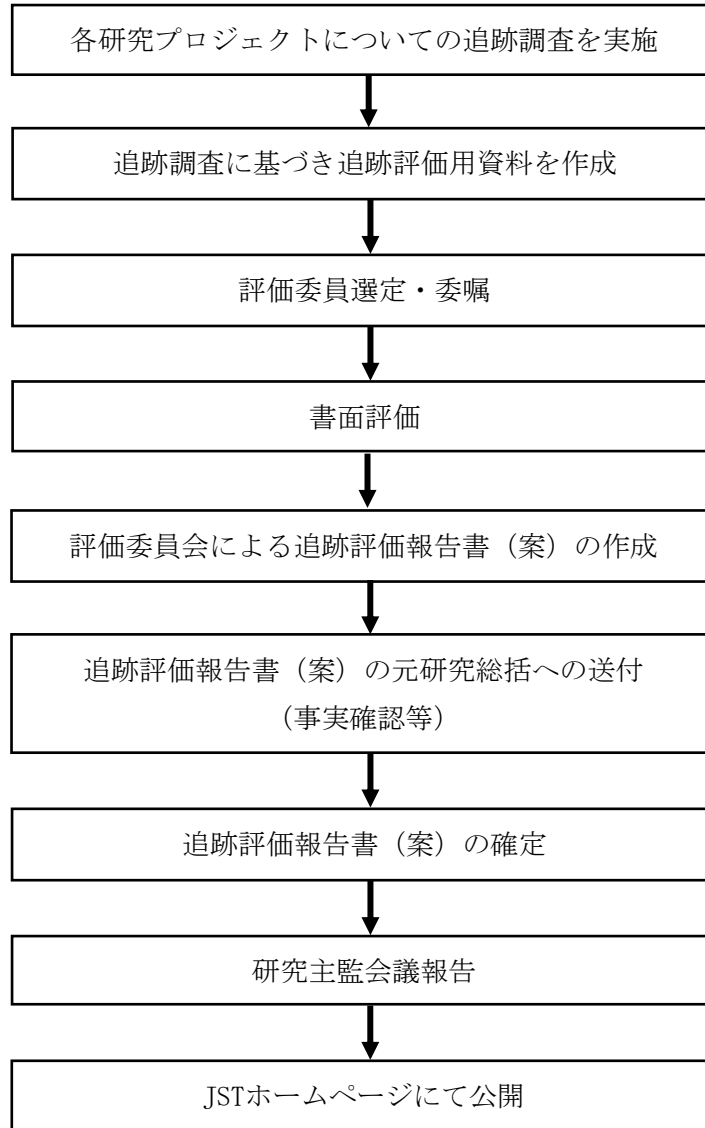 各研究プロジェクトについての追跡調査を実施
追跡調査に基づき追跡評価用資料を作成
評価委員選定・委嘱
書面評価
評価委員会による追跡評価報告書（案）の作成
追跡評価報告書（案）の元研究総括への送付
（事実確認等）
追跡評価報告書（案）の確定
研究主監会議報告
JSTホームページにて公開